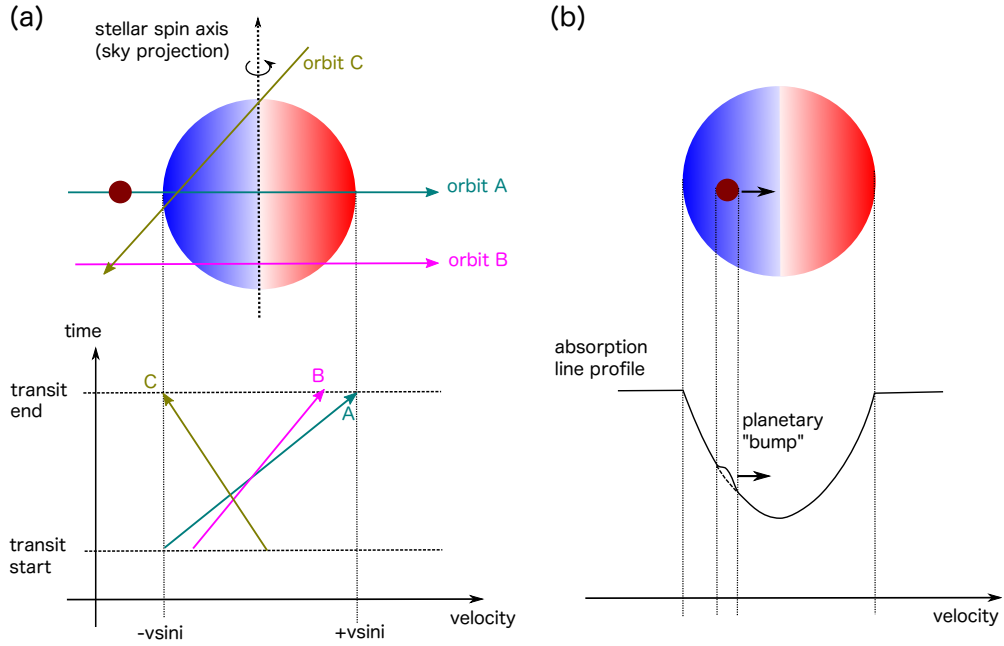 (a)
stellar spin axis
(sky projection)
orbit C
orbit A
orbit B
time
transit
end
C
B
A
transit
start
velocity
-vsini
+vsini
(b)
absorption
line profile
planetary
"bump"
velocity